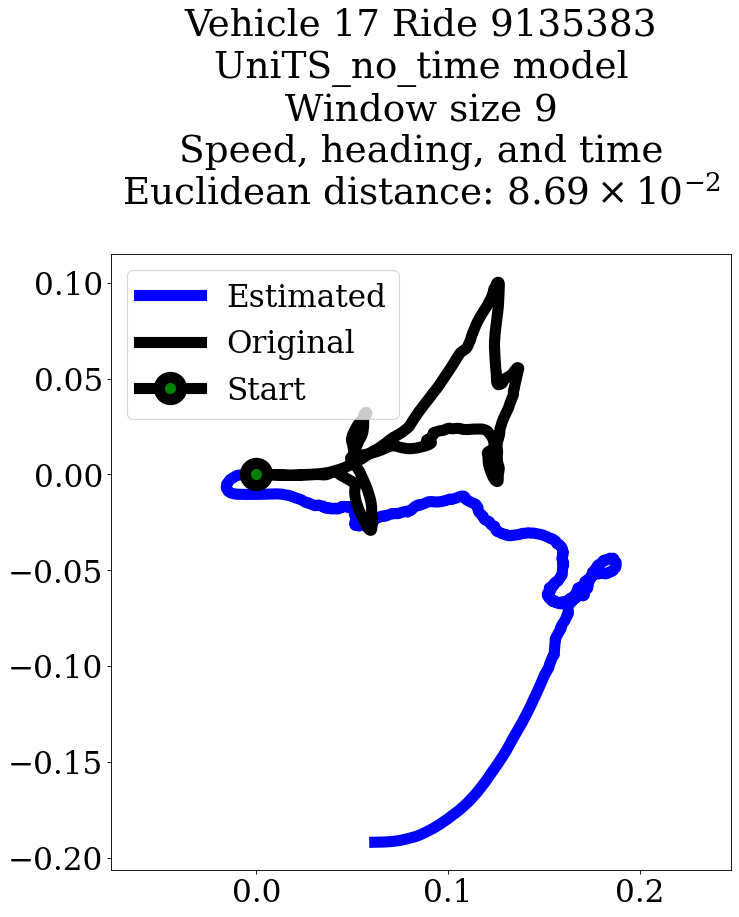 Vehicle 17 Ride 9135383
UniTS_no_time model
Window size 9
Speed, heading, and time
Euclidean distance: 8.69 × 10⁻²
Estimated
Original
Start
0.10
0.05
0.00
−0.05
−0.10
−0.15
−0.20
0.0 0.1 0.2